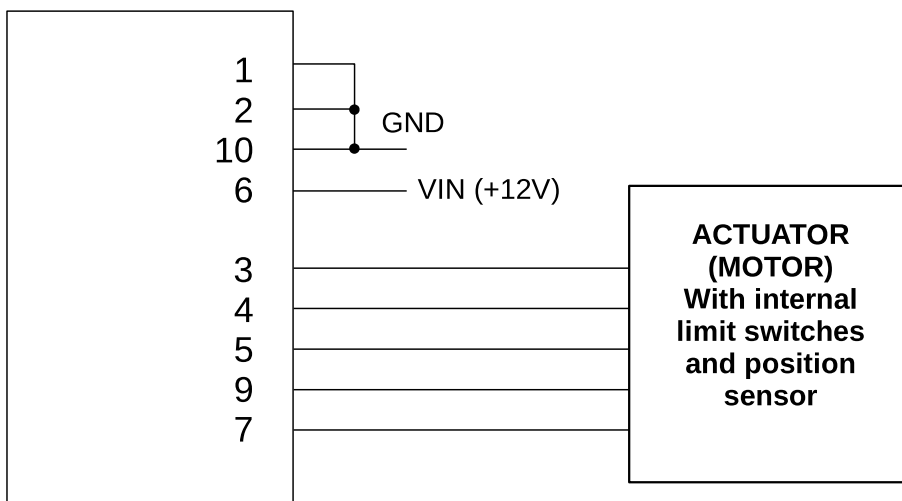 1
2
GND
10
6
VIN (+12V)
3
4
5
9
7
ACTUATOR
(MOTOR)
With internal
limit switches
and position
sensor